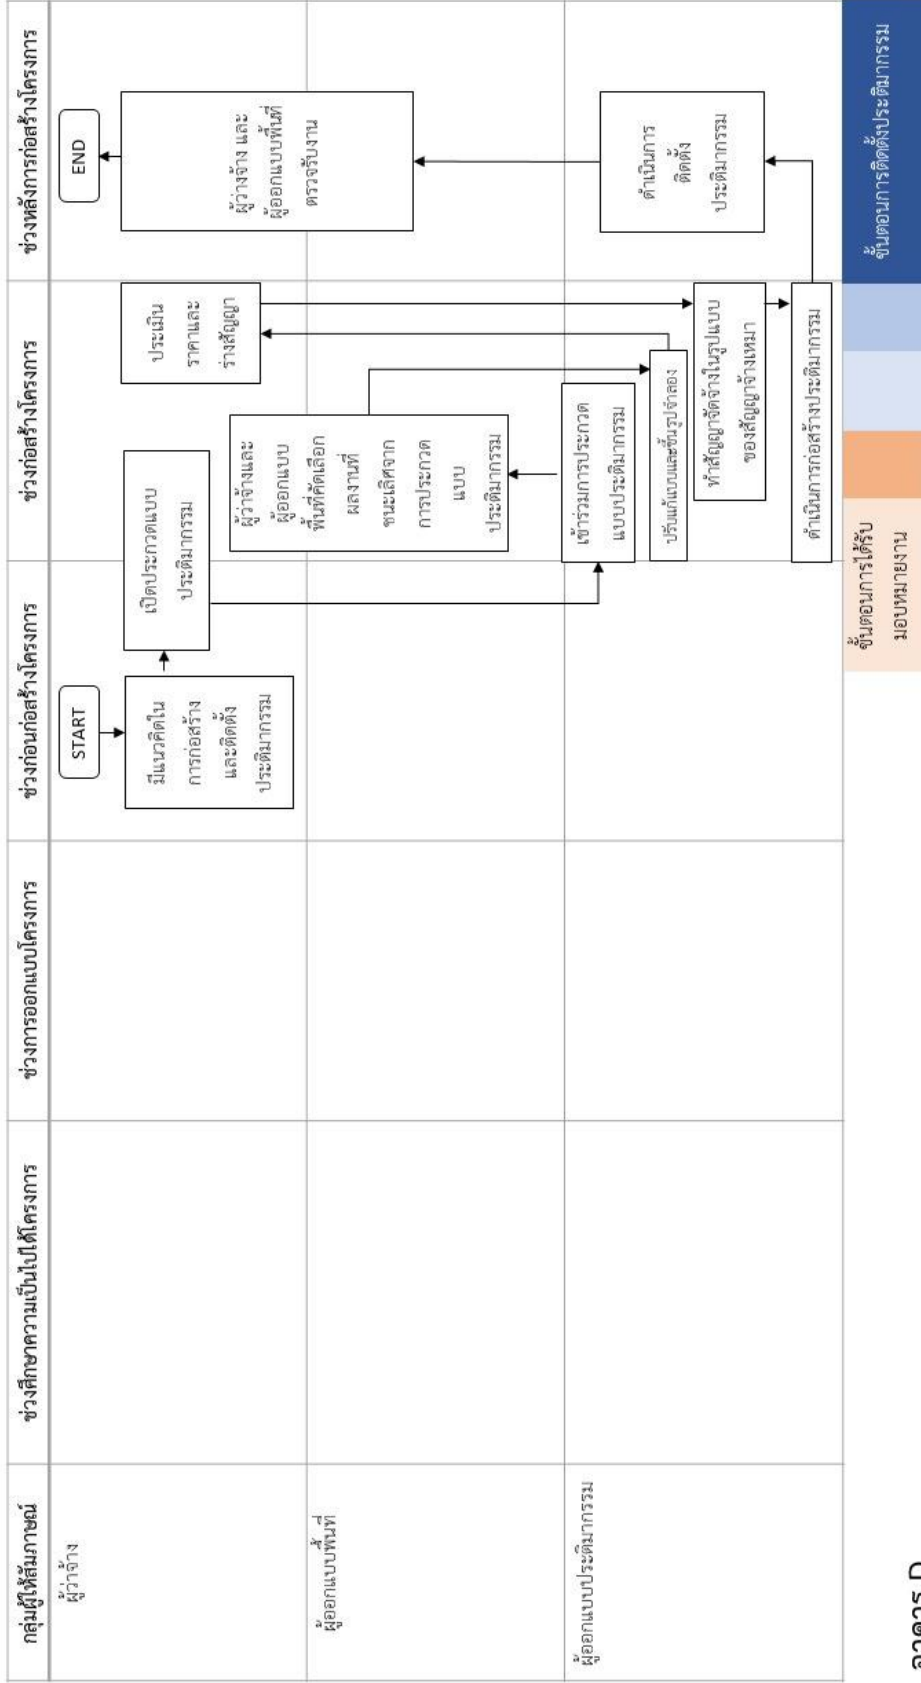 กลุ่มผู้ให้สัมภาษณ์
ช่วงศึกษาความเป็นไปได้โครงการ
ช่วงการออกแบบโครงการ
ช่วงก่อนก่อสร้างโครงการ
ช่วงก่อสร้างโครงการ
ช่วงหลังการก่อสร้างโครงการ
ผู้ว่าจ้าง
START
มีแนวคิดใน
การก่อสร้าง
และติดตั้ง
ประติมากรรม
เปิดประกวดแบบ
ประติมากรรม
ประเมิน
ราคาและ
ร่างสัญญา
END
ผู้ว่างจ้าง และ
ผู้ออกแบบพื้นที่
ตรวจรับงาน
ผู้ออกแบบพื้นที่
ผู้ว่าจ้างและ
ผู้ออกแบบ
พื้นที่คัดเลือก
ผลงานที่
ชนะเลิศจาก
การประกวด
แบบ
ประติมากรรม
ผู้ออกแบบประติมากรรม
เข้าร่วมการประกวด
แบบประติมากรรม
ปรับแก้แบบและขึ้นรูปจำลอง
ทำสัญญาจัดจ้างในรูปแบบ
ของสัญญาจ้างเหมา
ดำเนินการก่อสร้างประติมากรรม
ดำเนินการ
ติดตั้ง
ประติมากรรม
ขั้นตอนการได้รับ
มอบหมายงาน
ขั้นตอนการติดตั้งประติมากรรม
อาคาร D